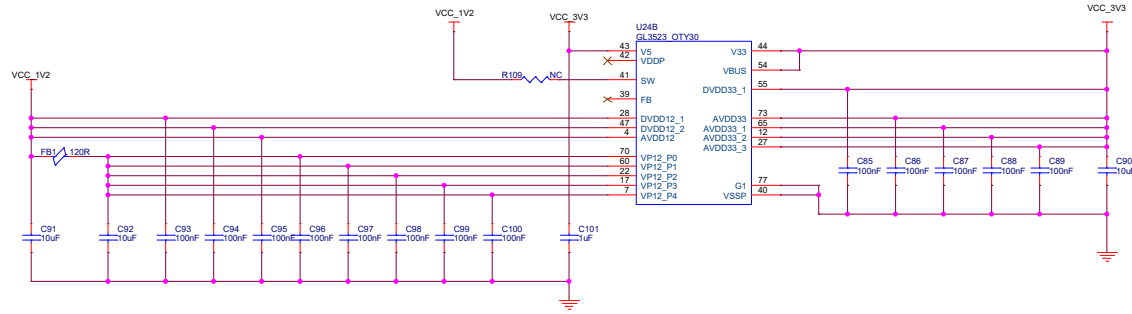 VCC_1V2
VCC_3V3
VCC_3V3
U24B
GL3523_OTY30
43
V5
V33
44
42
VDDP
VBUS
54
R109
NC
41
SW
DVDD33_1
55
VCC_1V2
39
FB
28
DVDD12_1
AVDD33
73
47
DVDD12_2
AVDD33_1
65
4
AVDD12
AVDD33_2
12
AVDD33_3
27
FB1
120R
70
VP12_P0
60
VP12_P1
22
VP12_P2
17
VP12_P3
7
VP12_P4
G1
77
VSSP
40
C85
100nF
C86
100nF
C87
100nF
C88
100nF
C89
100nF
C90
10uF
C91
10uF
C92
10uF
C93
100nF
C94
100nF
C95
100nF
C96
100nF
C97
100nF
C98
100nF
C99
100nF
C100
100nF
C101
1uF